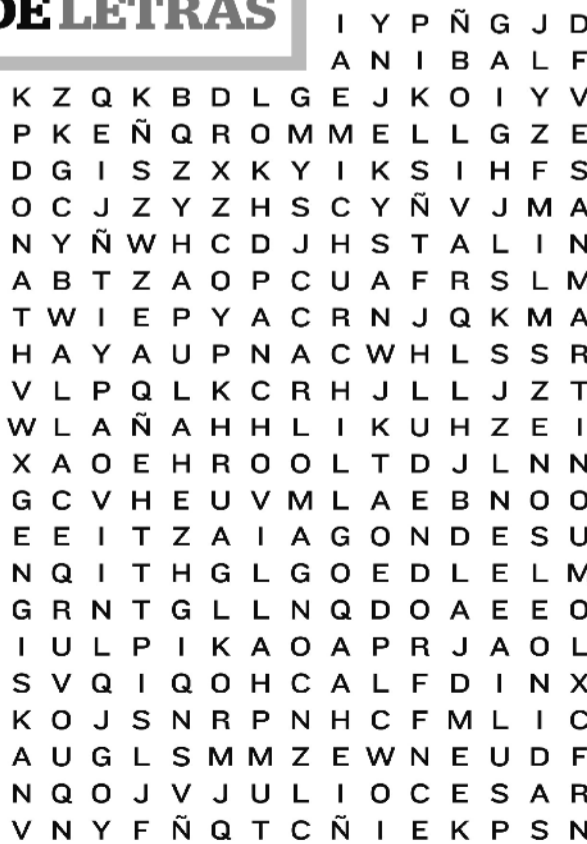 DE LETRAS
I Y P Ñ G J D
A N I B A L F
K Z Q K B D L G E J K O I Y V
P K E Ñ Q R O M M E L L G Z E
D G I S Z X K Y I K S I H F S
O C J Z Y Z H S C Y Ñ V J M A
N Y Ñ W H C D J H S T A L I N
A B T Z A O P C U A F R S L M
T W I E P Y A C R N J Q K M A
H A Y A U P N A C W H L S S R
V L P Q L K C R H J L L J Z T
W L A Ñ A H H L I K U H Z E I
X A O E H R O O L T D J L N N
G C V H E U V M L A E B N O O
E E I T Z A I A G O N D E S U
N Q I T H G L G O E D L E L M
G R N T G L L N Q D O A E E O
I U L P I K A O A P R J A O L
S V Q I Q O H C A L F D I N X
K O J S N R P N H C F M L I C
A U G L S M M Z E W N E U D F
N Q O J V J U L I O C E S A R
V N Y F Ñ Q T C Ñ I E K P S N